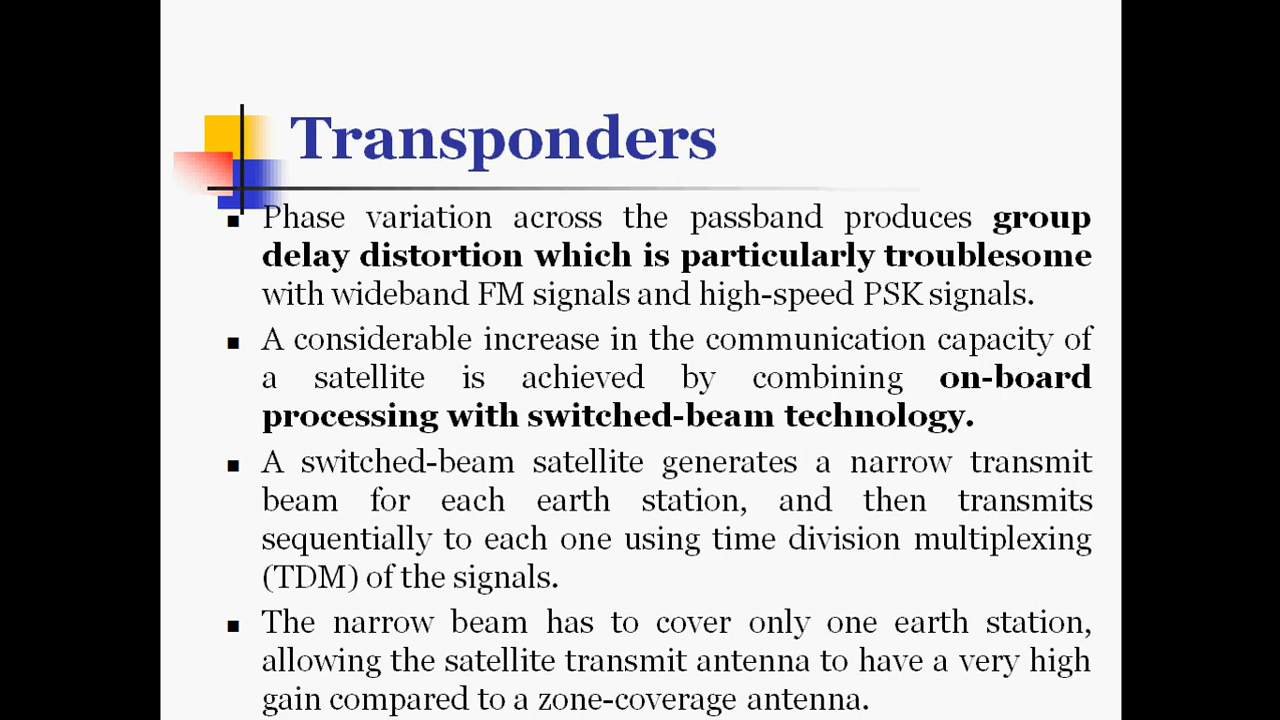 Transponders
Phase variation across the passband produces group
delay distortion which is particularly troublesome
with wideband FM signals and high-speed PSK signals.
A considerable increase in the communication capacity of
a satellite is achieved by combining on-board
processing with switched-beam technology.
A switched-beam satellite generates a narrow transmit
beam for each earth station, and then transmits
sequentially to each one using time division multiplexing
(TDM) of the signals.
The narrow beam has to cover only one earth station,
allowing the satellite transmit antenna to have a very high
gain compared to a zone-coverage antenna.